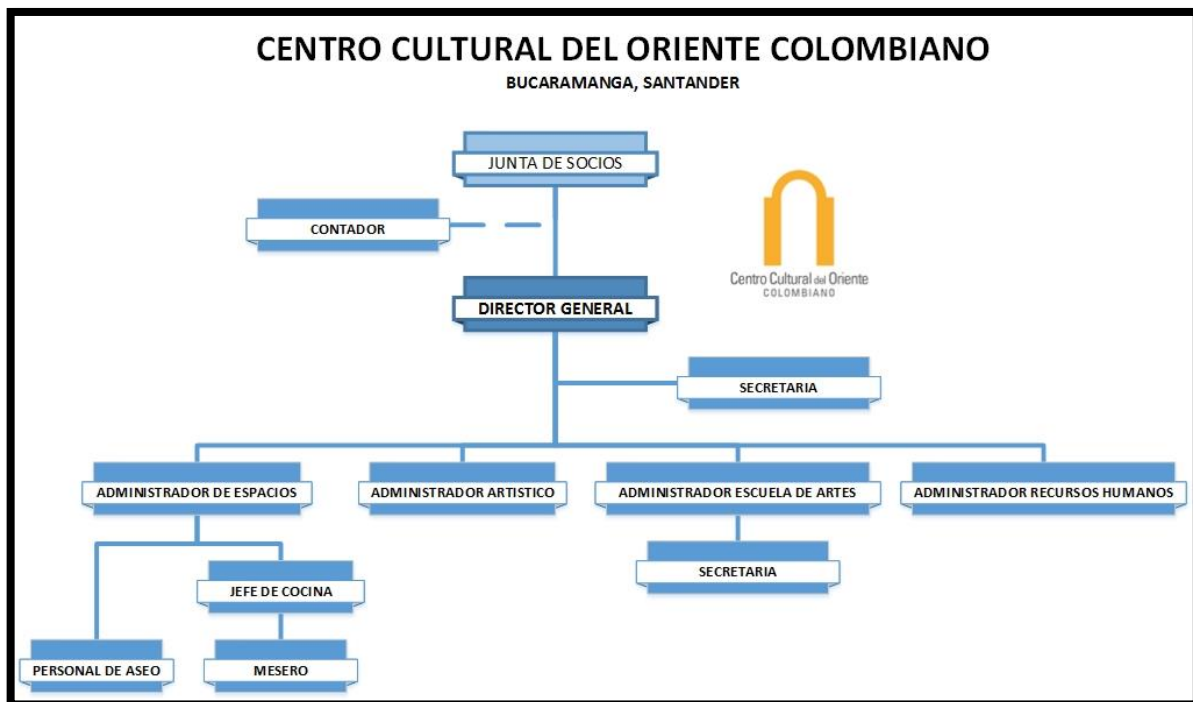 CENTRO CULTURAL DEL ORIENTE COLOMBIANO
BUCARAMANGA, SANTANDER
JUNTA DE SOCIOS
CONTADOR
Centro Cultural del Oriente
COLOMBIANO
DIRECTOR GENERAL
SECRETARIA
ADMINISTRADOR DE ESPACIOS
ADMINISTRADOR ARTISTICO
ADMINISTRADOR ESCUELA DE ARTES
ADMINISTRADOR RECURSOS HUMANOS
JEFE DE COCINA
SECRETARIA
PERSONAL DE ASEO
MESERO